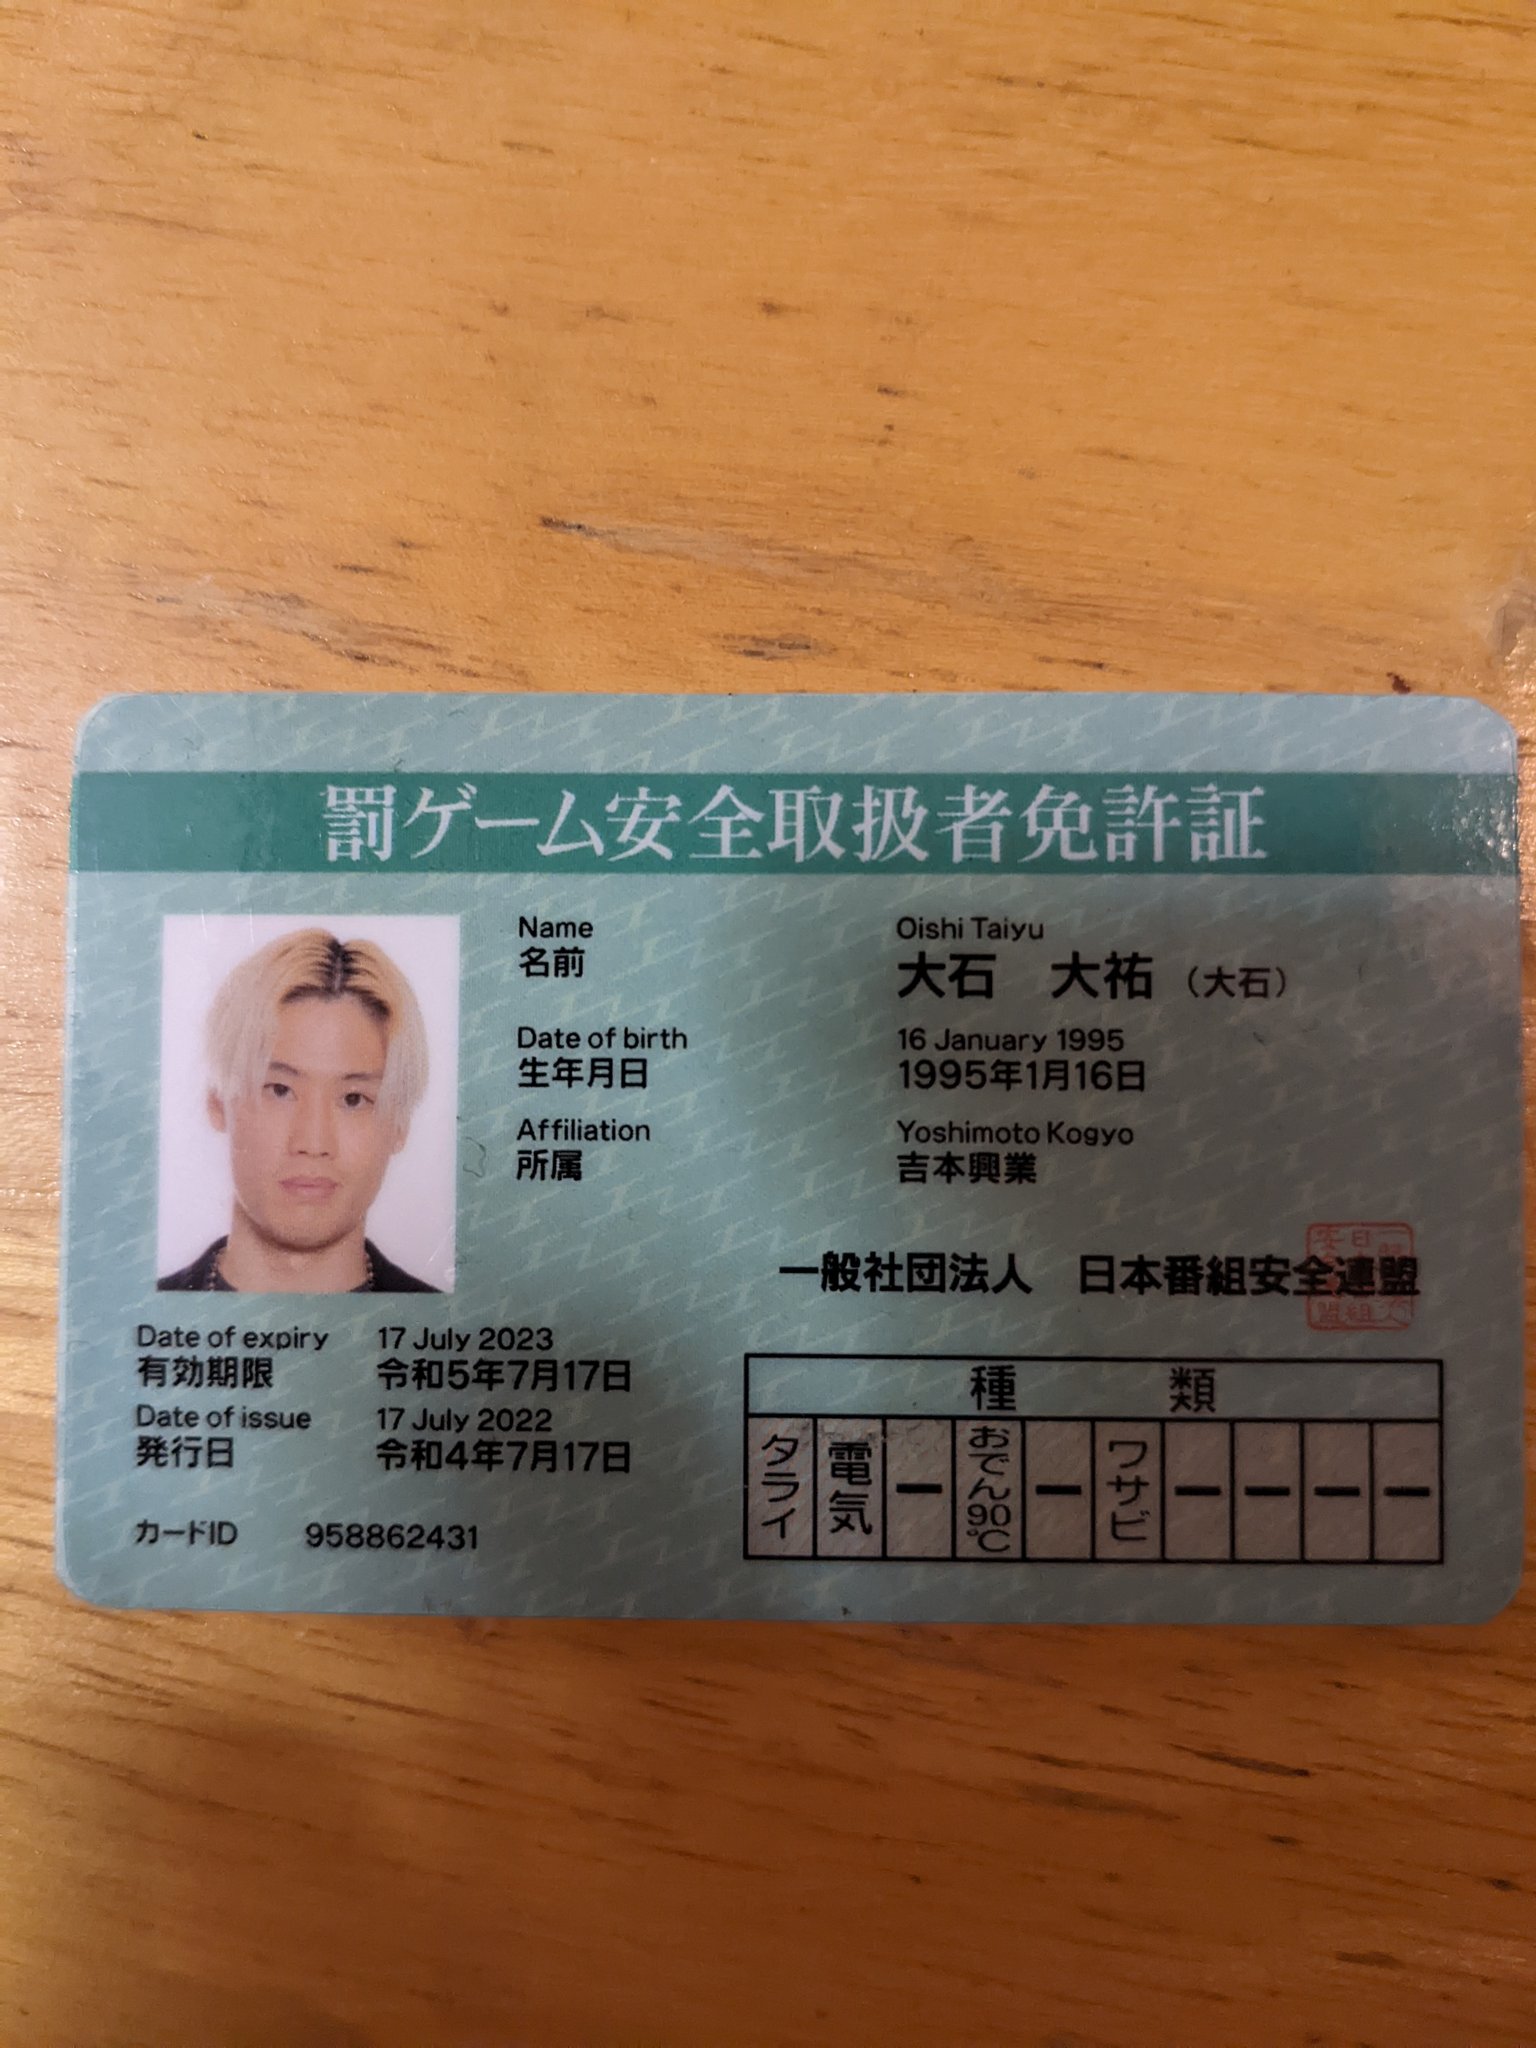 罰ゲーム安全取扱者免許証
Name
Oishi Taiyu
名前
大石 大祐 （大石）
Date of birth
16 January 1995
生年月日
1995年1月16日
Affiliation
Yoshimoto Kogyo
所属
吉本興業
一般社団法人 日本番組安全連盟
Date of expiry 17 July 2023
有効期限 令和5年7月17日
Date of issue 17 July 2022
発行日 令和4年7月17日
カードID 958862431
種類
タライ
電気
ー
おでん90℃
ー
ワサビ
ー
ー
ー
ー